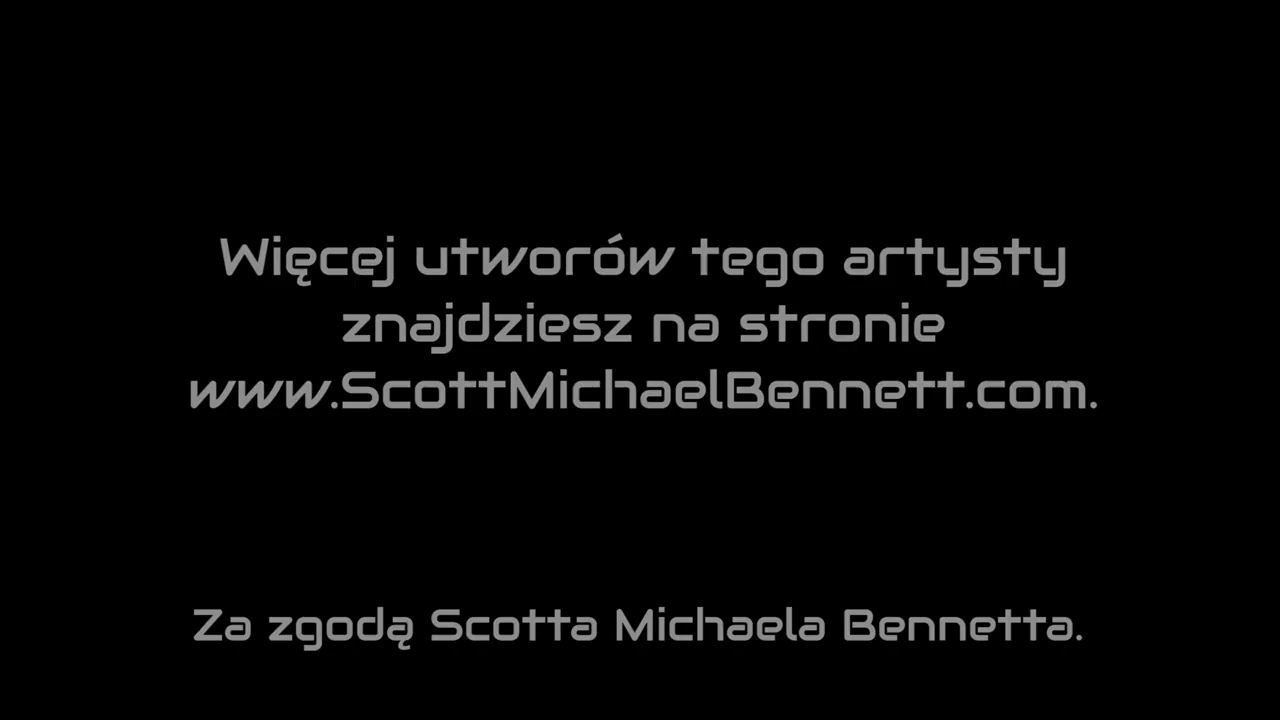 Więcej utworów tego artysty
znajdziesz na stronie
www.ScottMichaelBennett.com.
Za zgodą Scotta Michaela Bennetta.